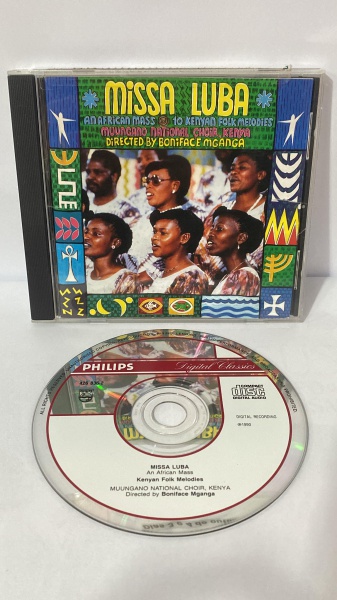 MISSA LUBA
AN AFRICAN MASS 10 KENYAN FOLK MELODIES
MUUNGANO NATIONAL CHOIR, KENYA
DIRECTED BY BONIFACE MGANGA
PHILIPS
Digital Classics
COMPACT
disc
DIGITAL AUDIO
DIGITAL RECORDING
℗1990
MISSA LUBA
An African Mass
Kenyan Folk Melodies
MUUNGANO NATIONAL CHOIR, KENYA
Directed by Boniface Mganga